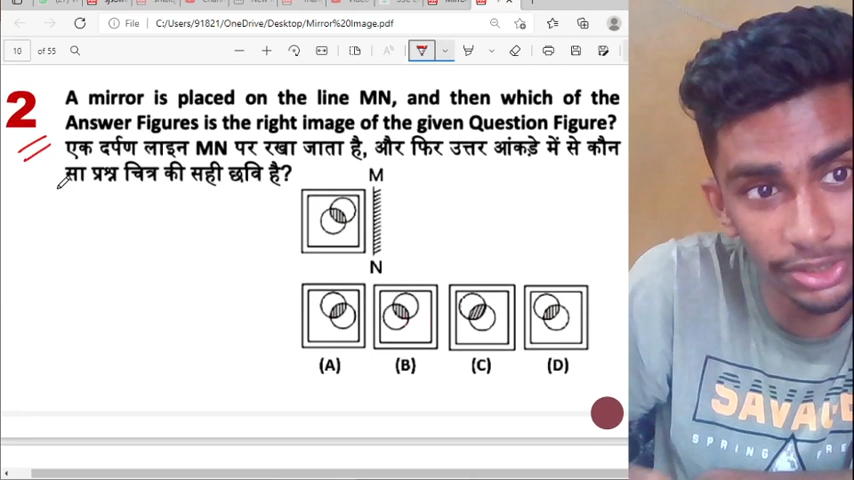 File
C:/Users/91821/OneDrive/Desktop/Mirror%20Image.pdf
10 of 55
2
A mirror is placed on the line MN, and then which of the
Answer Figures is the right image of the given Question Figure?
एक दर्पण लाइन MN पर रखा जाता है, और फिर उत्तर आंकड़े में से कौन
सा प्रश्न चित्र की सही छवि है?
M
N
(A) (B) (C) (D)
SAVAGE
SPRING